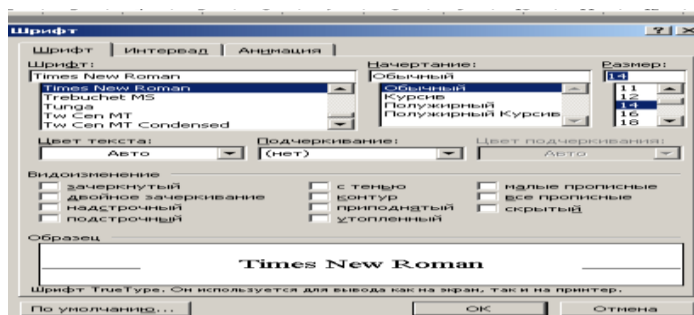 Шрифт
Шрифт Интервал Анимация
Шрифт: Начертание: Размер:
Times New Roman Обычный 14
Times New Roman Обычный 11
Trebuchet MS Курсив 12
Tunga Полужирный 14
Tw Cen MT Полужирный Курсив 16
Tw Cen MT Condensed 18
Цвет текста: Подчеркивание: Цвет подчеркивания:
Авто (нет) Авто
Видоизменение
зачеркнутый с тенью малые прописные
двойное зачеркивание контур все прописные
надстрочный приподнятый скрытый
подстрочный утопленный
Образец
Times New Roman
Шрифт TrueType. Он используется для вывода как на экран, так и на принтер.
По умолчанию... ОК Отмена